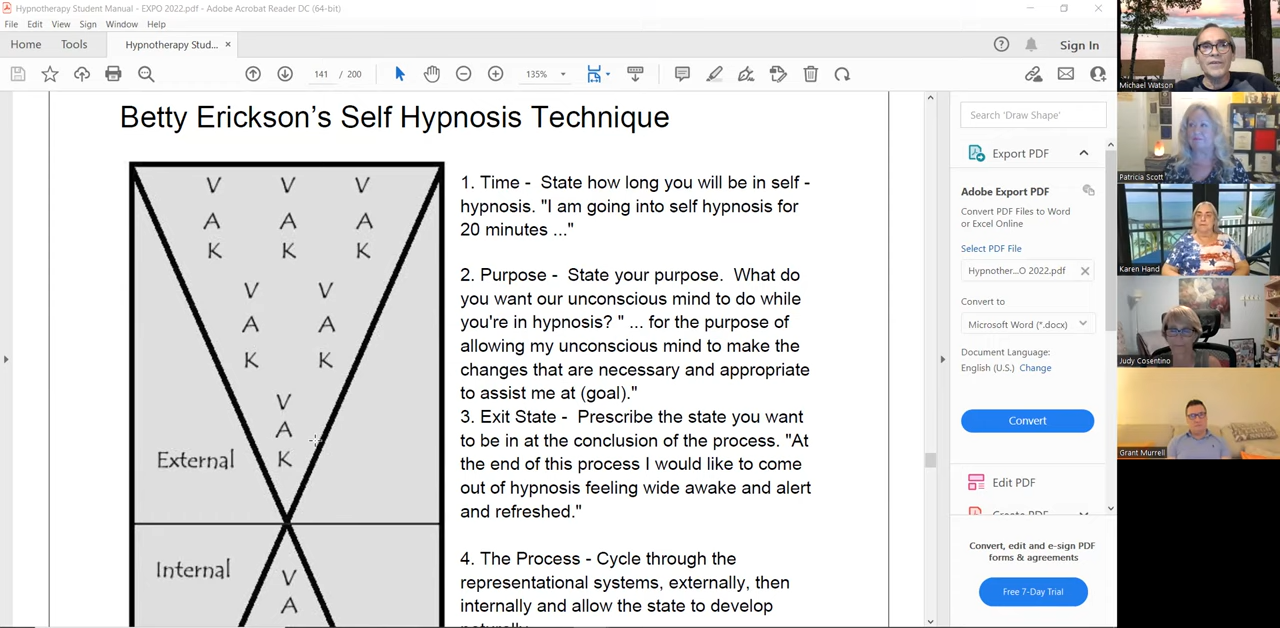 Hypnotherapy Student Manual - EXPO 2022.pdf - Adobe Acrobat Reader DC (64-bit)
File Edit View Sign Window Help
Home Tools Hypnotherapy Stud... × Sign In
141 / 200 135%
Betty Erickson's Self Hypnosis Technique
V V V
A A A
K K K
V V
A A
K K
V
A
K
External
Internal
V
A
1. Time - State how long you will be in self -
hypnosis. "I am going into self hypnosis for
20 minutes ..."
2. Purpose - State your purpose. What do
you want our unconscious mind to do while
you're in hypnosis? " ... for the purpose of
allowing my unconscious mind to make the
changes that are necessary and appropriate
to assist me at (goal)."
3. Exit State - Prescribe the state you want
to be in at the conclusion of the process. "At
the end of this process I would like to come
out of hypnosis feeling wide awake and alert
and refreshed."
4. The Process - Cycle through the
representational systems, externally, then
internally and allow the state to develop
Search 'Draw Shape'
Export PDF
Adobe Export PDF
Convert PDF Files to Word
or Excel Online
Select PDF File
Hypnother...O 2022.pdf
Convert to
Microsoft Word (*.docx)
Document Language:
English (U.S.) Change
Convert
Edit PDF
Convert, edit and e-sign PDF
forms & agreements
Free 7-Day Trial
Michael Watson
Patricia Scott
Karen Hand
Judy Cosentino
Grant Murrell